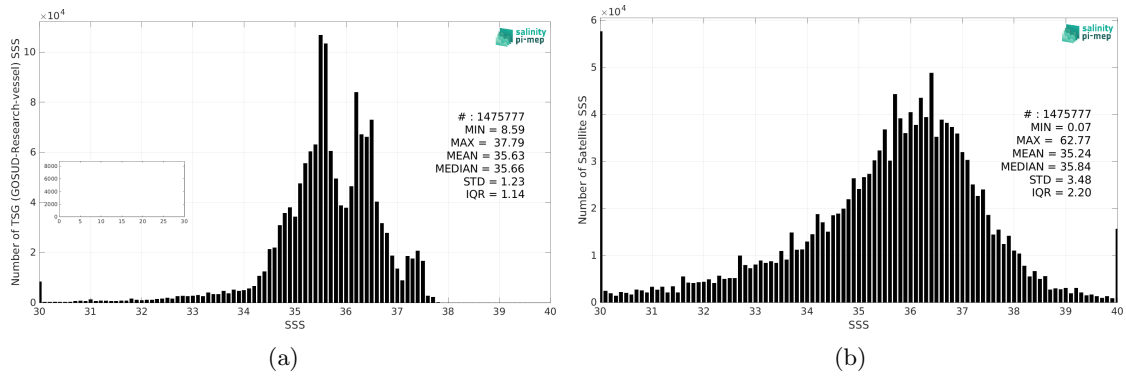 ×10⁴
10
8
6
4
2
0
Number of TSG (GOSUD-Research-vessel) SSS
salinity
pi-mep
# : 1475777
MIN = 8.59
MAX = 37.79
MEAN = 35.63
MEDIAN = 35.66
STD = 1.23
IQR = 1.14
8000
6000
4000
2000
0
0 5 10 15 20 25 30
30 31 32 33 34 35 36 37 38 39 40
SSS
(a)
6 ×10⁴
5
4
3
2
1
0
Number of Satellite SSS
salinity
pi-mep
# : 1475777
MIN = 0.07
MAX = 62.77
MEAN = 35.24
MEDIAN = 35.84
STD = 3.48
IQR = 2.20
30 31 32 33 34 35 36 37 38 39 40
SSS
(b)